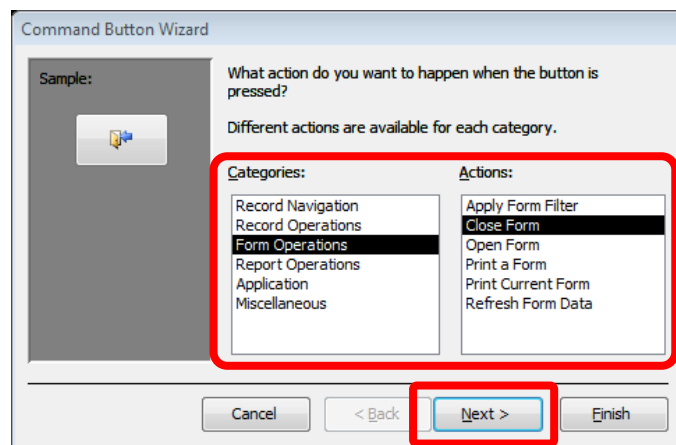 Command Button Wizard
Sample:
What action do you want to happen when the button is
pressed?
Different actions are available for each category.
Categories:
Record Navigation
Record Operations
Form Operations
Report Operations
Application
Miscellaneous
Actions:
Apply Form Filter
Close Form
Open Form
Print a Form
Print Current Form
Refresh Form Data
Cancel
< Back
Next >
Finish